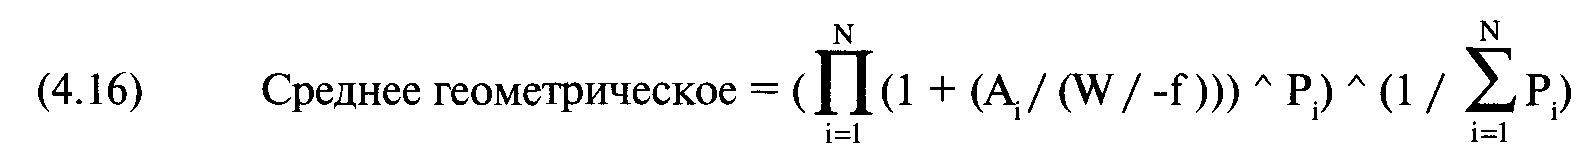 (4.16) Среднее геометрическое = (∏_{i=1}^{N}(1 + (A_i / (W / -f))) ^ P_i) ^ (1 / ∑_{i=1}^{N} P_i)